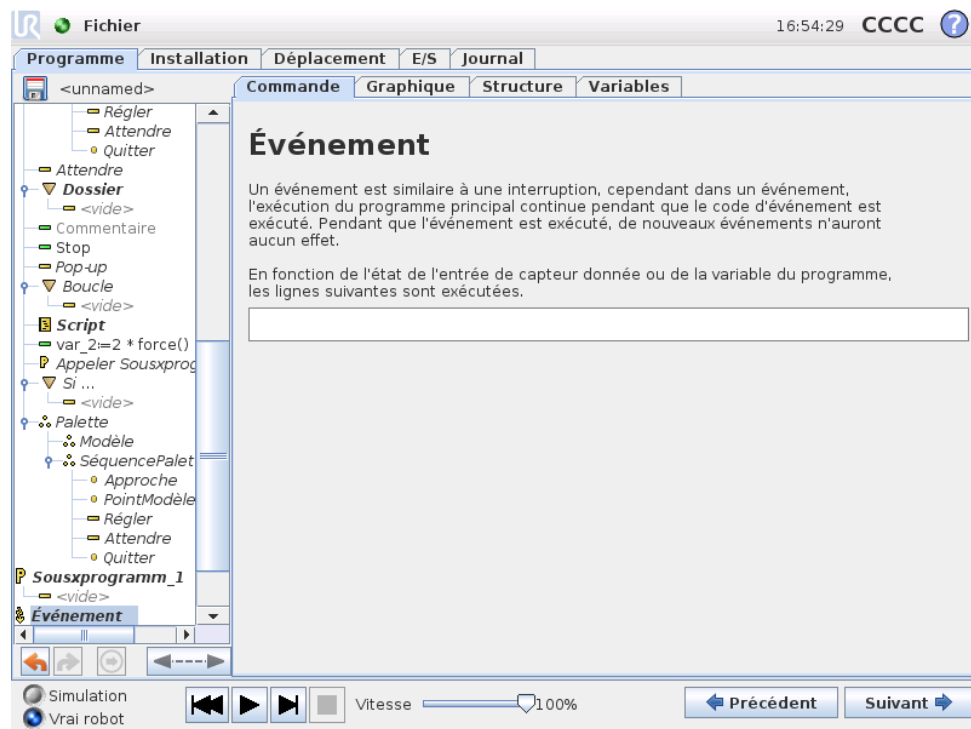 UR Fichier 16:54:29 CCCC ?
Programme Installation Déplacement E/S Journal
<unnamed>
Commande Graphique Structure Variables
Régler
Attendre
Quitter
Attendre
Dossier
<vide>
Commentaire
Stop
Pop-up
Boucle
<vide>
Script
var_2:=2 * force()
Appeler Sousxprog
Si ...
<vide>
Palette
Modèle
SéquencePalet
Approche
PointModèle
Régler
Attendre
Quitter
Sousxprogramm_1
<vide>
Événement
Événement
Un événement est similaire à une interruption, cependant dans un événement,
l'exécution du programme principal continue pendant que le code d'événement est
exécuté. Pendant que l'événement est exécuté, de nouveaux événements n'auront
aucun effet.
En fonction de l'état de l'entrée de capteur donnée ou de la variable du programme,
les lignes suivantes sont exécutées.
Simulation
Vrai robot
Vitesse 100%
Précédent Suivant